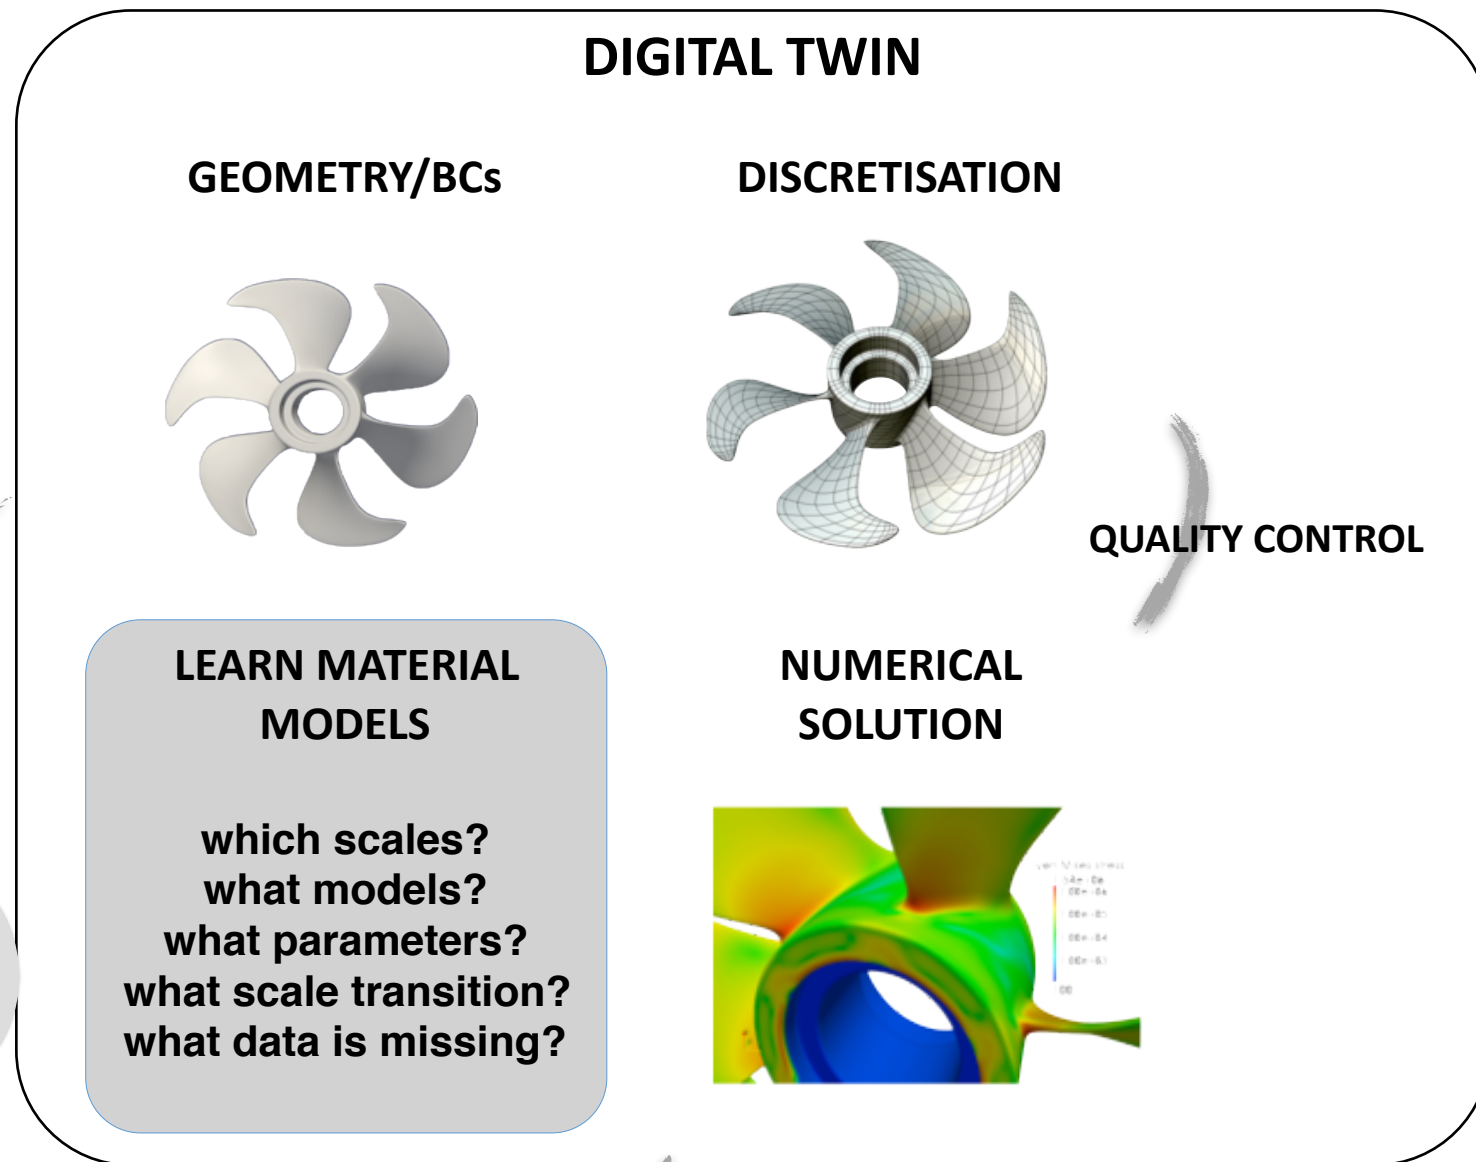 DIGITAL TWIN
GEOMETRY/BCs
DISCRETISATION
QUALITY CONTROL
LEARN MATERIAL
MODELS
which scales?
what models?
what parameters?
what scale transition?
what data is missing?
NUMERICAL
SOLUTION